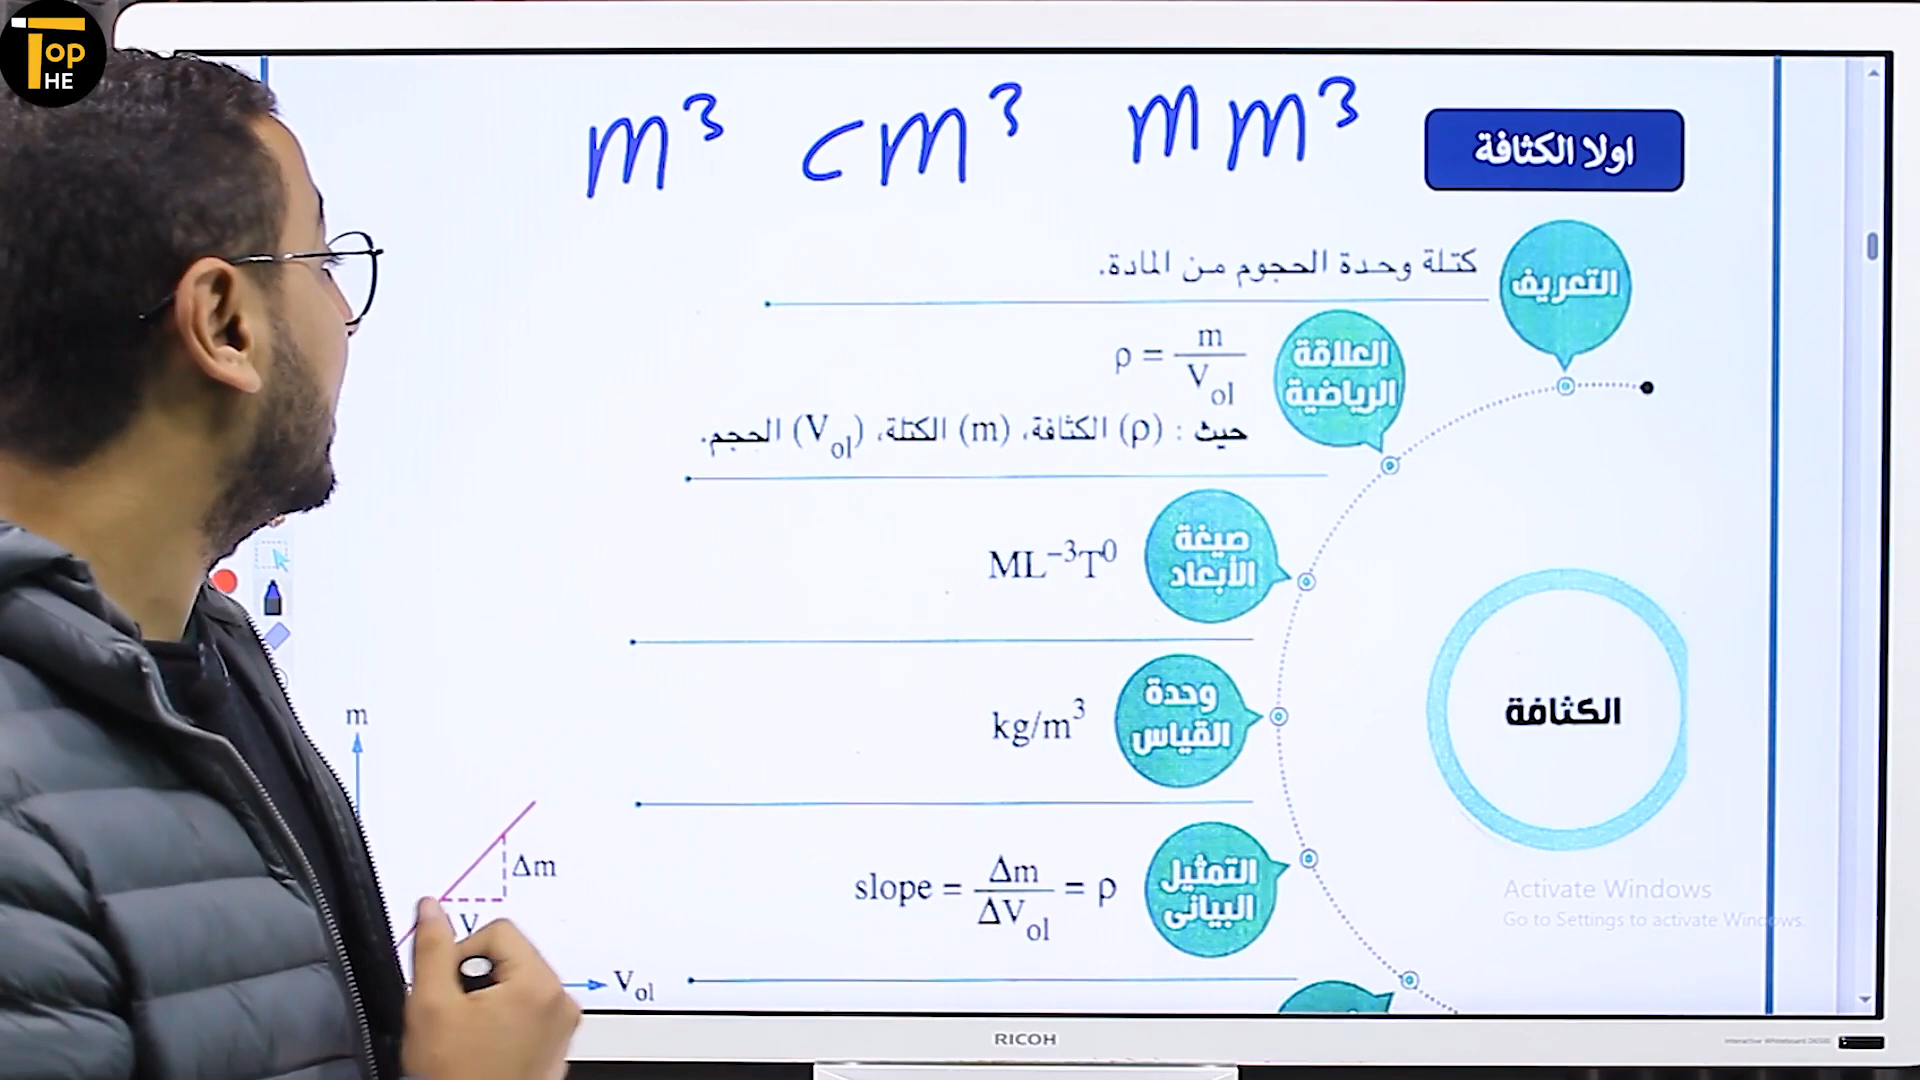 Top
THE
m³ cm³ mm³
اولا الكثافة
التعريف
كتلة وحدة الحجوم من المادة.
العلاقة
الرياضية
ρ = m / V_ol
حيث : (ρ) الكثافة، (m) الكتلة، (V_ol) الحجم.
صيغة
الأبعاد
ML⁻³T⁰
وحدة
القياس
kg/m³
الكثافة
التمثيل
البيانى
slope = Δm / ΔV_ol = ρ
m
Δm
V_ol
Activate Windows
Go to Settings to activate Windows.
RICOH